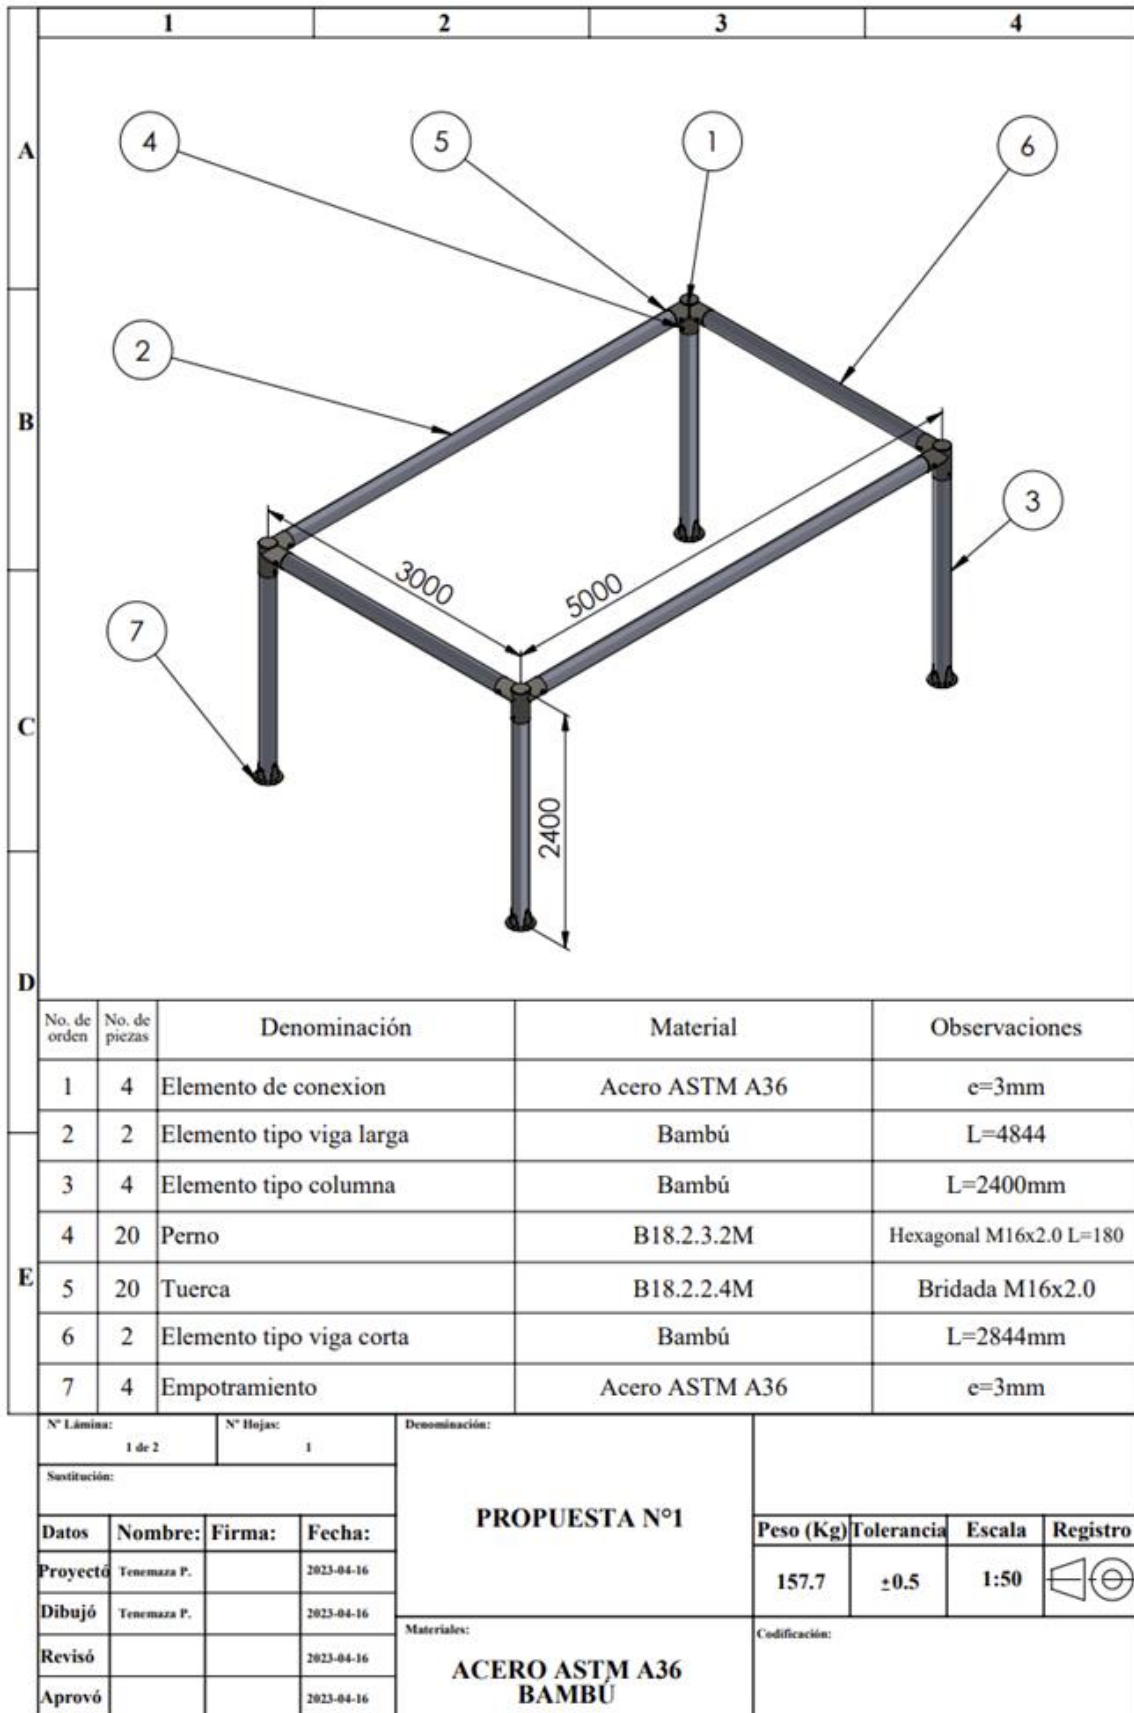 1 2 3 4
A
B
C
D
E
4
5
1
6
2
3
7
3000
5000
2400
No. de orden No. de piezas Denominación Material Observaciones
1 4 Elemento de conexion Acero ASTM A36 e=3mm
2 2 Elemento tipo viga larga Bambú L=4844
3 4 Elemento tipo columna Bambú L=2400mm
4 20 Perno B18.2.3.2M Hexagonal M16x2.0 L=180
5 20 Tuerca B18.2.2.4M Bridada M16x2.0
6 2 Elemento tipo viga corta Bambú L=2844mm
7 4 Empotramiento Acero ASTM A36 e=3mm
Nº Lámina: Nº Hojas: Denominación:
1 de 2 1
Sustitución:
PROPUESTA N°1
Datos Nombre: Firma: Fecha: Peso (Kg) Tolerancia Escala Registro
Proyectó Tenemaza P. 2023-04-16 157.7 ±0.5 1:50
Dibujó Tenemaza P. 2023-04-16
Materiales: Codificación:
Revisó 2023-04-16
ACERO ASTM A36
BAMBÚ
Aprovó 2023-04-16